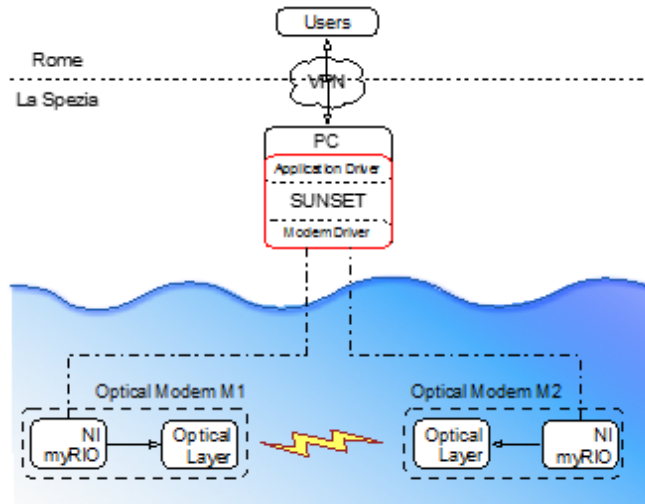 Users
Rome
VPN
La Spezia
PC
Application Driver
SUNSET
Modem Driver
Optical Modem M1
Optical Modem M2
NI
myRIO
Optical
Layer
Optical
Layer
NI
myRIO